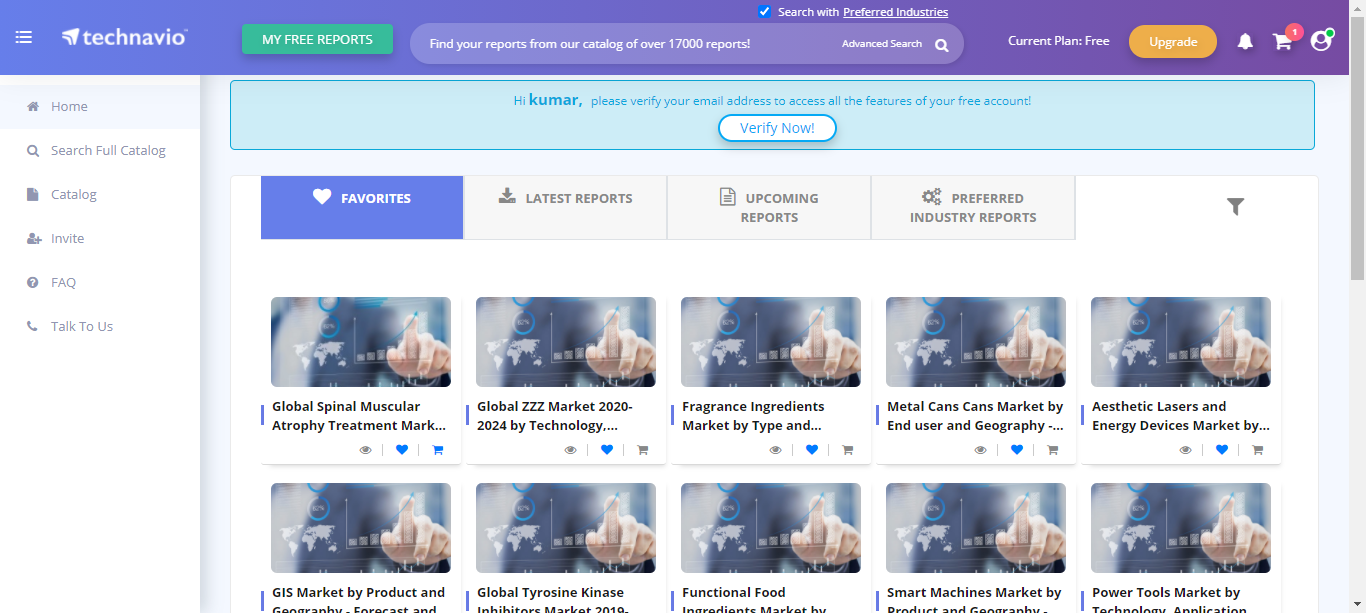 Search with Preferred Industries
technavio
MY FREE REPORTS
Find your reports from our catalog of over 17000 reports!
Advanced Search
Current Plan: Free
Upgrade
1
Home
Search Full Catalog
Catalog
Invite
FAQ
Talk To Us
Hi kumar, please verify your email address to access all the features of your free account!
Verify Now!
FAVORITES
LATEST REPORTS
UPCOMING
REPORTS
PREFERRED
INDUSTRY REPORTS
Global Spinal Muscular
Atrophy Treatment Mark...
Global ZZZ Market 2020-
2024 by Technology,...
Fragrance Ingredients
Market by Type and...
Metal Cans Cans Market by
End user and Geography -...
Aesthetic Lasers and
Energy Devices Market by...
GIS Market by Product and
Geography - Forecast and
Global Tyrosine Kinase
Inhibitors Market 2019-
Functional Food
Ingredients Market by
Smart Machines Market by
Product and Geography -
Power Tools Market by
Technology, Application